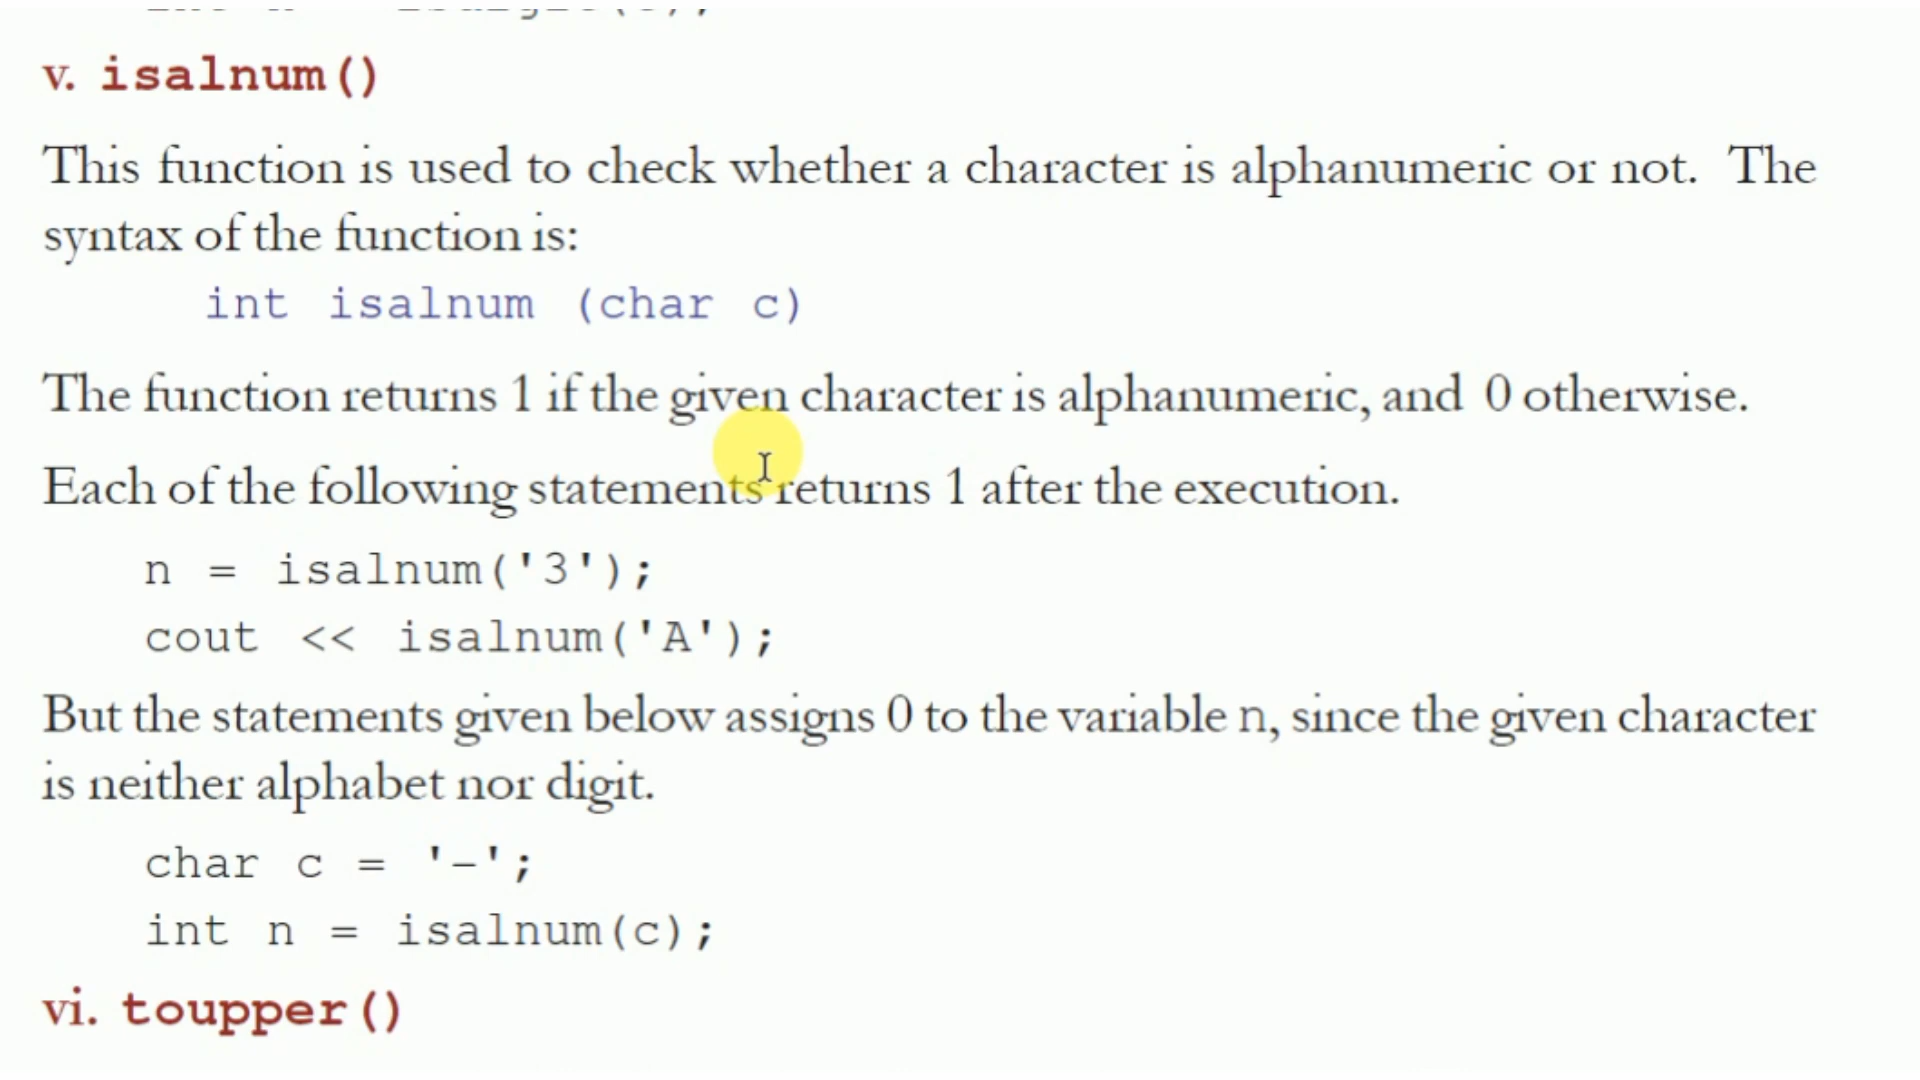 v. isalnum()
This function is used to check whether a character is alphanumeric or not. The
syntax of the function is:
int isalnum (char c)
The function returns 1 if the given character is alphanumeric, and 0 otherwise.
Each of the following statements returns 1 after the execution.
n = isalnum('3');
cout << isalnum('A');
But the statements given below assigns 0 to the variable n, since the given character
is neither alphabet nor digit.
char c = '-';
int n = isalnum(c);
vi. toupper()